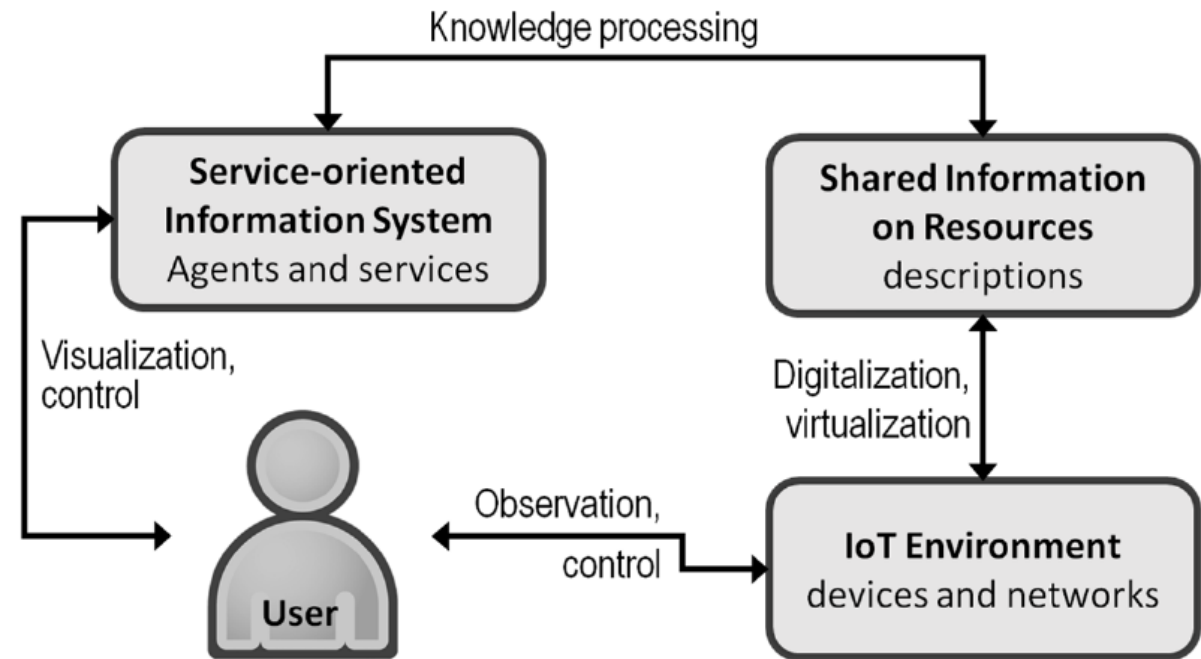 Knowledge processing
Service-oriented
Information System
Agents and services
Shared Information
on Resources
descriptions
Visualization,
control
Digitalization,
virtualization
Observation,
control
User
IoT Environment
devices and networks